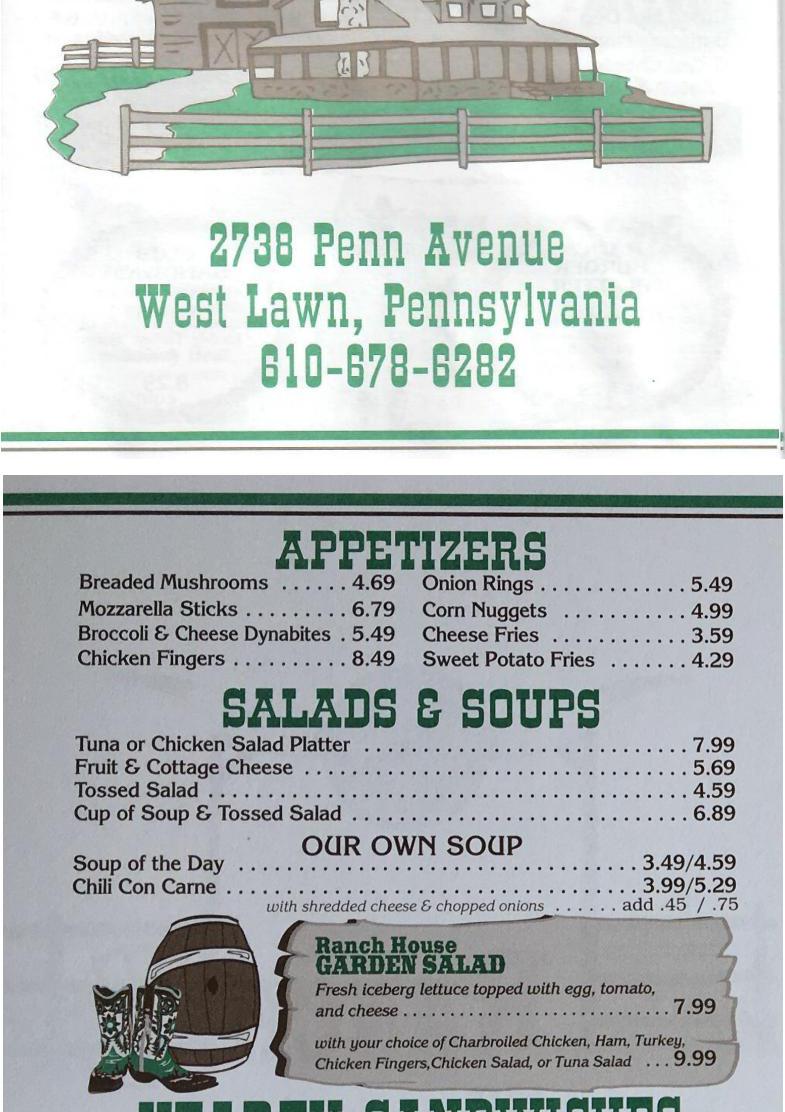 2738 Penn Avenue
West Lawn, Pennsylvania
610-678-6282
APPETIZERS
Breaded Mushrooms ...... 4.69
Mozzarella Sticks ......... 6.79
Broccoli & Cheese Dynabites . 5.49
Chicken Fingers .......... 8.49
Onion Rings ............. 5.49
Corn Nuggets ........... 4.99
Cheese Fries ............ 3.59
Sweet Potato Fries ....... 4.29
SALADS & SOUPS
Tuna or Chicken Salad Platter ............................ 7.99
Fruit & Cottage Cheese .................................. 5.69
Tossed Salad .......................................... 4.59
Cup of Soup & Tossed Salad ............................. 6.89
OUR OWN SOUP
Soup of the Day .................................. 3.49/4.59
Chili Con Carne ................................... 3.99/5.29
with shredded cheese & chopped onions ...... add .45 / .75
Ranch House
GARDEN SALAD
Fresh iceberg lettuce topped with egg, tomato,
and cheese .............................. 7.99
with your choice of Charbroiled Chicken, Ham, Turkey,
Chicken Fingers,Chicken Salad, or Tuna Salad ... 9.99
HEARTY SANDWICHES